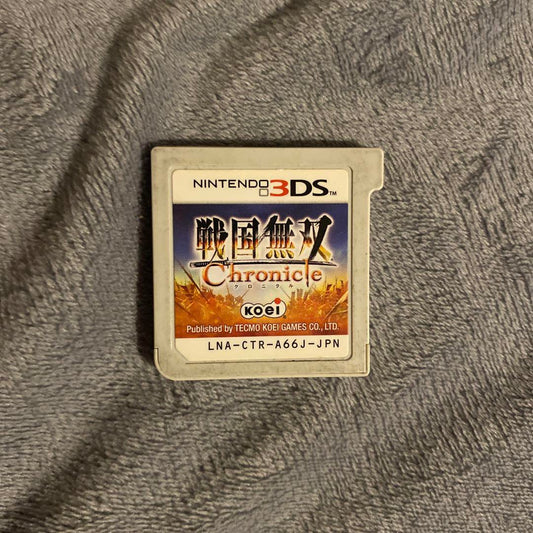 NINTENDO 3DS™
戦国無双
Chronicle
クロニクル
KOEI
Published by TECMO KOEI GAMES CO., LTD.
LNA-CTR-A66J-JPN